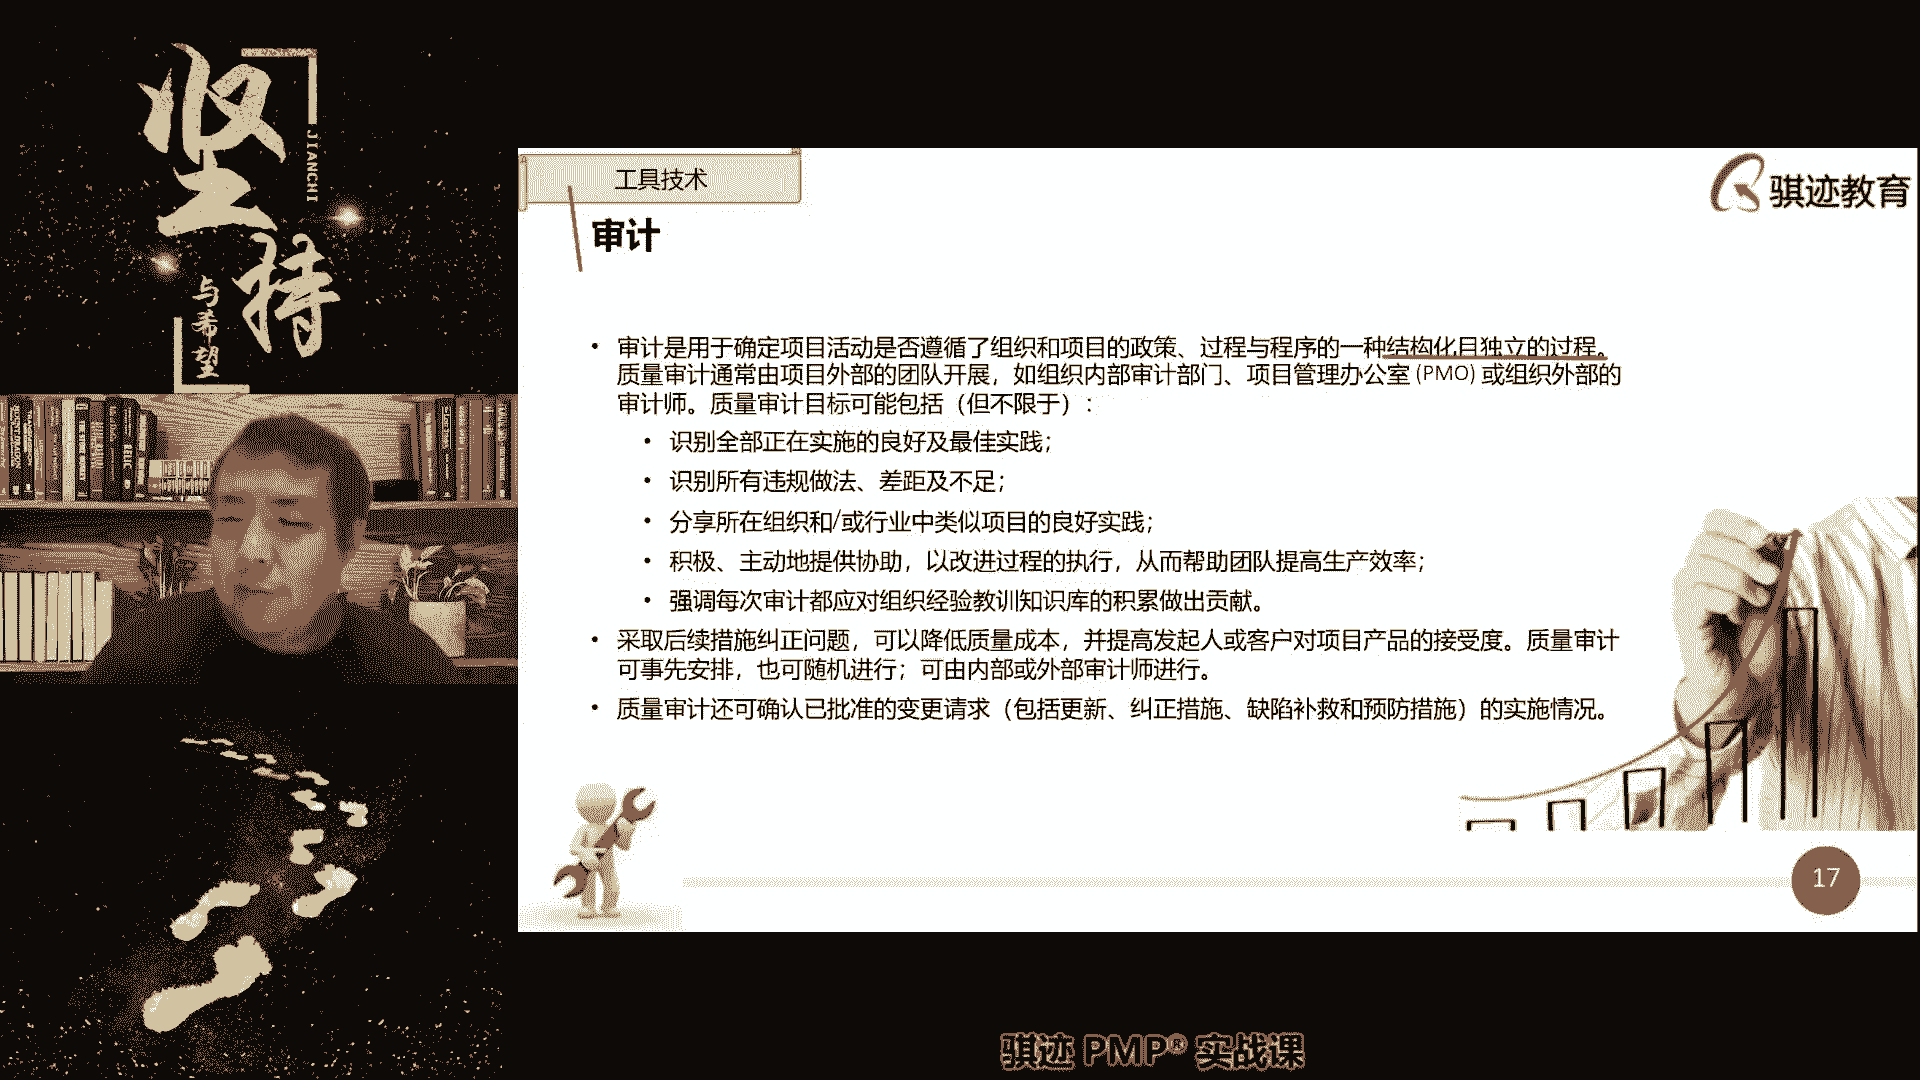 坚持
JIANCHI
与希望
工具技术
骐迹教育
审计
• 审计是用于确定项目活动是否遵循了组织和项目的政策、过程与程序的一种结构化且独立的过程。
质量审计通常由项目外部的团队开展，如组织内部审计部门、项目管理办公室 (PMO) 或组织外部的
审计师。质量审计目标可能包括（但不限于）：
• 识别全部正在实施的良好及最佳实践；
• 识别所有违规做法、差距及不足；
• 分享所在组织和/或行业中类似项目的良好实践；
• 积极、主动地提供协助，以改进过程的执行，从而帮助团队提高生产效率；
• 强调每次审计都应对组织经验教训知识库的积累做出贡献。
• 采取后续措施纠正问题，可以降低质量成本，并提高发起人或客户对项目产品的接受度。质量审计
可事先安排，也可随机进行；可由内部或外部审计师进行。
• 质量审计还可确认已批准的变更请求（包括更新、纠正措施、缺陷补救和预防措施）的实施情况。
17
骐迹 PMP® 实战课